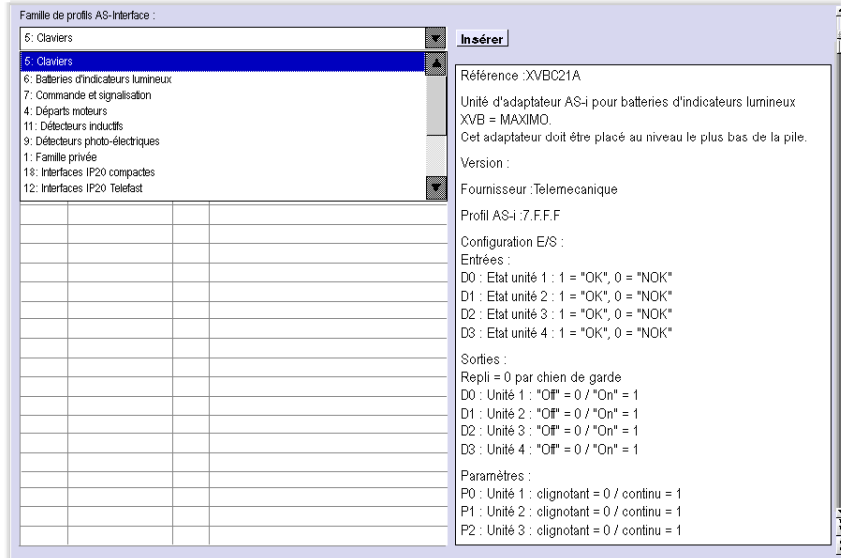 Famille de profils AS-Interface :
5: Claviers
5: Claviers
6: Batteries d'indicateurs lumineux
7: Commande et signalisation
4: Départs moteurs
11: Détecteurs inductifs
9: Détecteurs photo-électriques
1: Famille privée
18: Interfaces IP20 compactes
12: Interfaces IP20 Telefast
Insérer
Référence :XVBC21A
Unité d'adaptateur AS-i pour batteries d'indicateurs lumineux
XVB = MAXIMO.
Cet adaptateur doit être placé au niveau le plus bas de la pile.
Version :
Fournisseur :Telemecanique
Profil AS-i :7.F.F.F
Configuration E/S :
Entrées :
D0 : Etat unité 1 : 1 = "OK", 0 = "NOK"
D1 : Etat unité 2 : 1 = "OK", 0 = "NOK"
D2 : Etat unité 3 : 1 = "OK", 0 = "NOK"
D3 : Etat unité 4 : 1 = "OK", 0 = "NOK"
Sorties :
Repli = 0 par chien de garde
D0 : Unité 1 : "Off" = 0 / "On" = 1
D1 : Unité 2 : "Off" = 0 / "On" = 1
D2 : Unité 3 : "Off" = 0 / "On" = 1
D3 : Unité 4 : "Off" = 0 / "On" = 1
Paramètres :
P0 : Unité 1 : clignotant = 0 / continu = 1
P1 : Unité 2 : clignotant = 0 / continu = 1
P2 : Unité 3 : clignotant = 0 / continu = 1